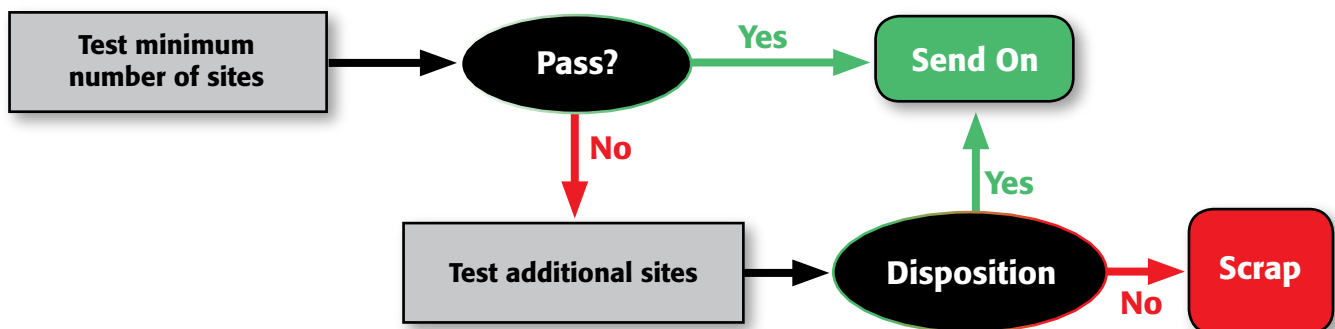 Test minimum
number of sites
Pass?
Yes
Send On
No
Yes
Test additional sites
Disposition
No
Scrap